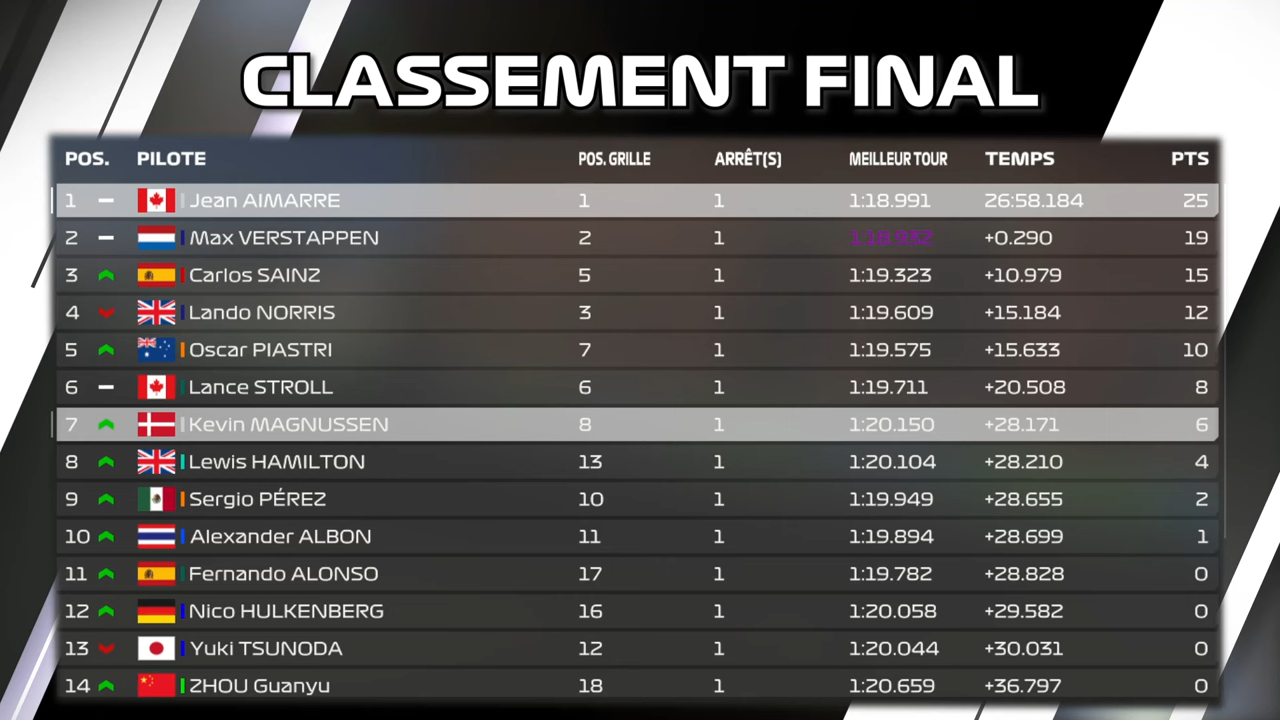 CLASSEMENT FINAL
POS. PILOTE POS. GRILLE ARRÊT(S) MEILLEUR TOUR TEMPS PTS
1 Jean AIMARRE 1 1 1:18.991 26:58.184 25
2 Max VERSTAPPEN 2 1 1:18.932 +0.290 19
3 Carlos SAINZ 5 1 1:19.323 +10.979 15
4 Lando NORRIS 3 1 1:19.609 +15.184 12
5 Oscar PIASTRI 7 1 1:19.575 +15.633 10
6 Lance STROLL 6 1 1:19.711 +20.508 8
7 Kevin MAGNUSSEN 8 1 1:20.150 +28.171 6
8 Lewis HAMILTON 13 1 1:20.104 +28.210 4
9 Sergio PÉREZ 10 1 1:19.949 +28.655 2
10 Alexander ALBON 11 1 1:19.894 +28.699 1
11 Fernando ALONSO 17 1 1:19.782 +28.828 0
12 Nico HULKENBERG 16 1 1:20.058 +29.582 0
13 Yuki TSUNODA 12 1 1:20.044 +30.031 0
14 ZHOU Guanyu 18 1 1:20.659 +36.797 0